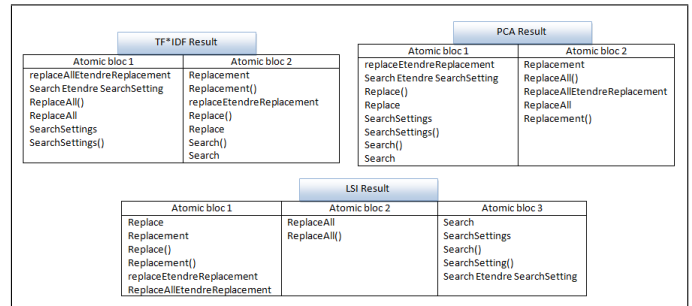 TF*IDF Result
Atomic bloc 1 Atomic bloc 2
replaceAllEtendreReplacement Replacement
Search Etendre SearchSetting Replacement()
ReplaceAll() replaceEtendreReplacement
ReplaceAll Replace()
SearchSettings Replace
SearchSettings() Search()
Search
PCA Result
Atomic bloc 1 Atomic bloc 2
replaceEtendreReplacement Replacement
Search Etendre SearchSetting ReplaceAll()
Replace() ReplaceAllEtendreReplacement
Replace ReplaceAll
SearchSettings Replacement()
SearchSettings()
Search()
Search
LSI Result
Atomic bloc 1 Atomic bloc 2 Atomic bloc 3
Replace ReplaceAll Search
Replacement ReplaceAll() SearchSettings
Replace() Search()
Replacement() SearchSetting()
replaceEtendreReplacement Search Etendre SearchSetting
ReplaceAllEtendreReplacement